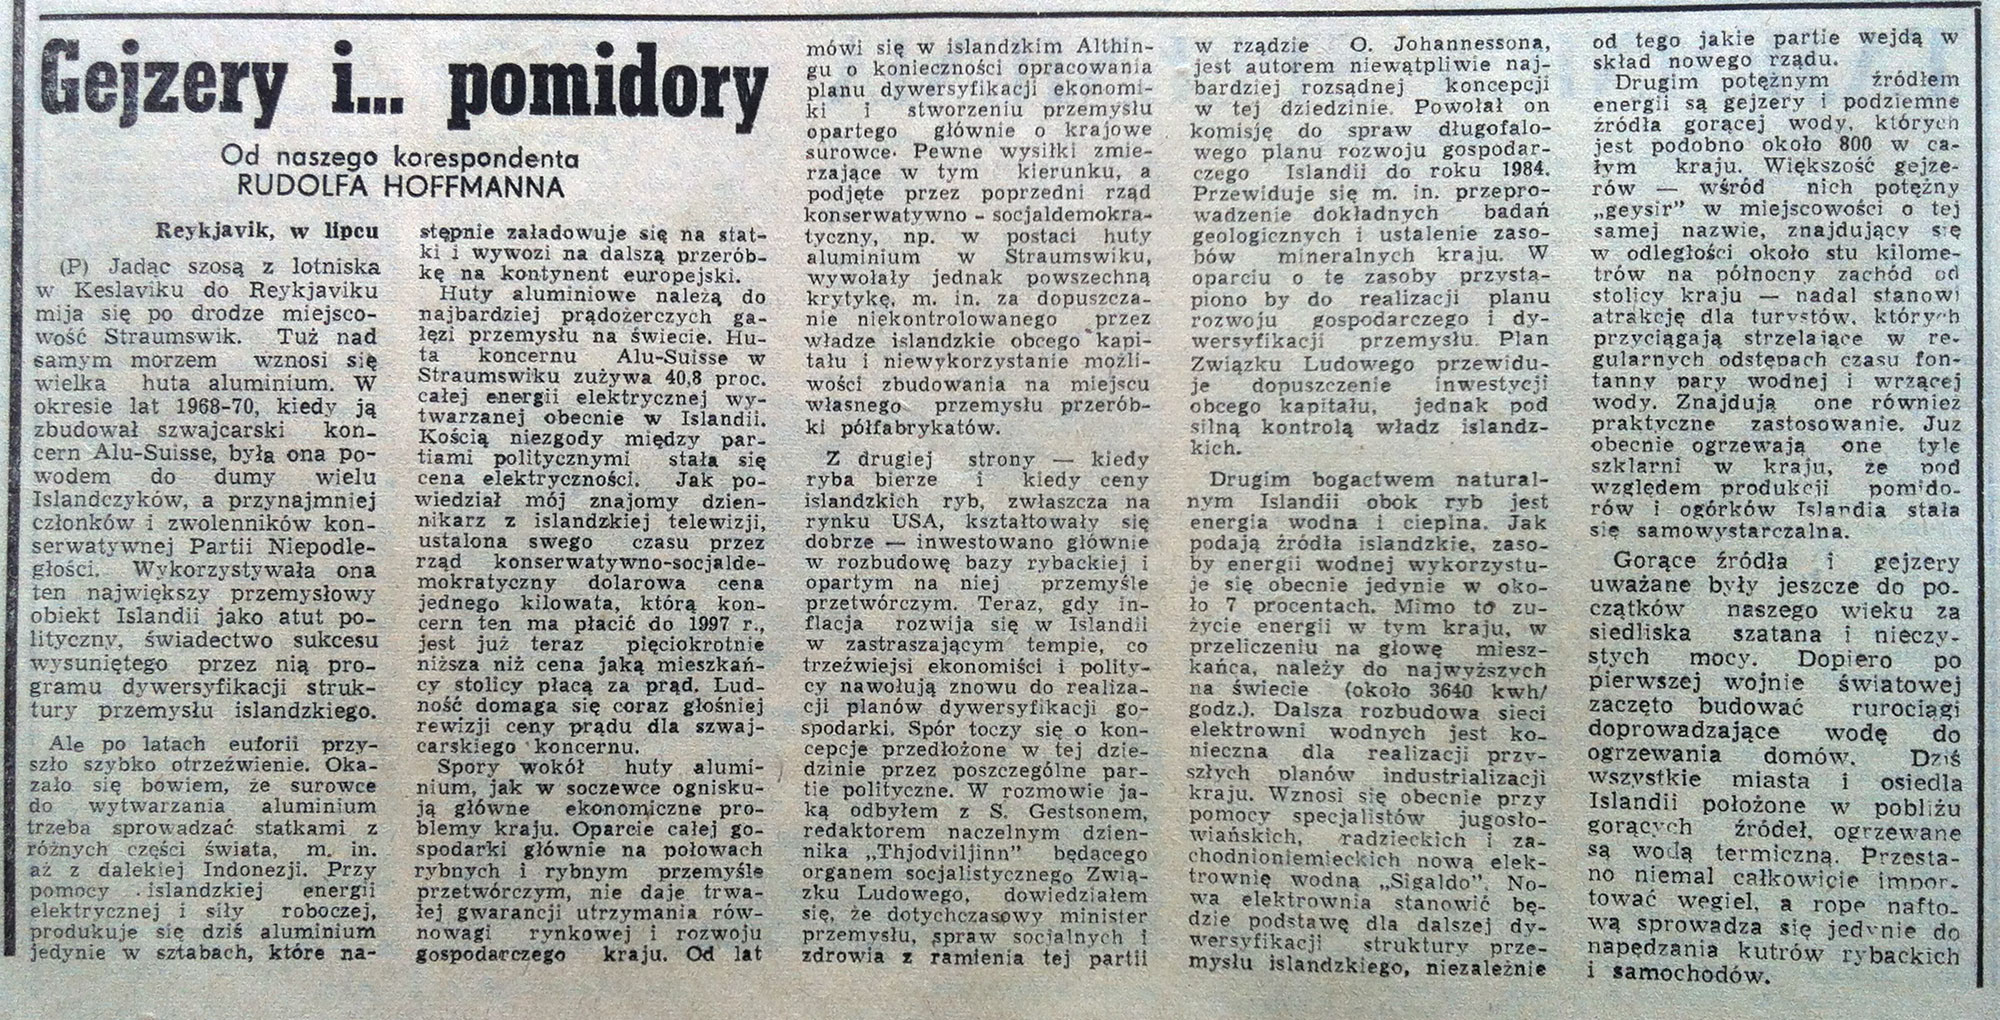 Gejzery i... pomidory
Od naszego korespondenta
RUDOLFA HOFFMANNA
Reykjavik, w lipcu
(P) Jadąc szosą z lotniska
w Keslaviku do Reykjaviku
mija się po drodze miejsco-
wość Straumswik. Tuż nad
samym morzem wznosi się
wielka huta aluminium. W
okresie lat 1968-70, kiedy ją
zbudował szwajcarski kon-
cern Alu-Suisse, była ona po-
wodem do dumy wielu
Islandczyków, a przynajmniej
członków i zwolenników kon-
serwatywnej Partii Niepodle-
głości. Wykorzystywała ona
ten największy przemysłowy
obiekt Islandii jako atut po-
lityczny, świadectwo sukcesu
wysuniętego przez nią pro-
gramu dywersyfikacji struk-
tury przemysłu islandzkiego.
Ale po latach euforii przy-
szło szybko otrzeźwienie. Oka-
zało się bowiem, że surowce
do wytwarzania aluminium
trzeba sprowadzać statkami z
różnych części świata, m. in.
aż z dalekiej Indonezji. Przy
pomocy islandzkiej energii
elektrycznej i siły roboczej,
produkuje się dziś aluminium
jedynie w sztabach, które na-
stępnie załadowuje się na stat-
ki i wywozi na dalszą przerób-
kę na kontynent europejski.
Huty aluminiowe należą do
najbardziej prądożerczych ga-
łęzi przemysłu na świecie. Hu-
ta koncernu Alu-Suisse w
Straumswiku zużywa 40,8 proc.
całej energii elektrycznej wy-
twarzanej obecnie w Islandii.
Kością niezgody między par-
tiami politycznymi stała się
cena elektryczności. Jak po-
wiedział mój znajomy dzien-
nikarz z islandzkiej telewizji,
ustalona swego czasu przez
rząd konserwatywno-socjalde-
mokratyczny dolarowa cena
jednego kilowata, którą kon-
cern ten ma płacić do 1997 r.,
jest już teraz pięciokrotnie
niższa niż cena jaką mieszkań-
cy stolicy płacą za prąd. Lud-
ność domaga się coraz głośniej
rewizji ceny prądu dla szwaj-
carskiego koncernu.
Spory wokół huty alumi-
nium, jak w soczewce ognisku-
ją główne ekonomiczne pro-
blemy kraju. Oparcie całej go-
spodarki głównie na połowach
rybnych i rybnym przemyśle
przetwórczym, nie daje trwa-
łej gwarancji utrzymania rów-
nowagi rynkowej i rozwoju
gospodarczego kraju. Od lat
mówi się w islandzkim Althin-
gu o konieczności opracowania
planu dywersyfikacji ekonomi-
ki i stworzeniu przemysłu
opartego głównie o krajowe
surowce. Pewne wysiłki zmie-
rzające w tym kierunku, a
podjęte przez poprzedni rząd
konserwatywno - socjaldemokra-
tyczny, np. w postaci huty
aluminium w Straumswiku,
wywołały jednak powszechną
krytykę, m. in. za dopuszcza-
nie niekontrolowanego przez
władze islandzkie obcego kapi-
tału i niewykorzystanie możli-
wości zbudowania na miejscu
własnego przemysłu przerób-
ki półfabrykatów.
Z drugiej strony — kiedy
ryba bierze i kiedy ceny
islandzkich ryb, zwłaszcza na
rynku USA, kształtowały się
dobrze — inwestowano głównie
w rozbudowę bazy rybackiej i
opartym na niej przemyśle
przetwórczym. Teraz, gdy in-
flacja rozwija się w Islandii
w zastraszającym tempie, co
trzeźwiejsi ekonomiści i polity-
cy nawołują znowu do realiza-
cji planów dywersyfikacji go-
spodarki. Spór toczy się o kon-
cepcje przedłożone w tej dzie-
dzinie przez poszczególne par-
tie polityczne. W rozmowie ja-
ką odbyłem z S. Gestsonem,
redaktorem naczelnym dzien-
nika „Thjodviljinn” będącego
organem socjalistycznego Zwią-
zku Ludowego, dowiedziałem
się, że dotychczasowy minister
przemysłu, spraw socjalnych i
zdrowia z ramienia tej partii
w rządzie O. Johannessona,
jest autorem niewątpliwie naj-
bardziej rozsądnej koncepcji
w tej dziedzinie. Powołał on
komisję do spraw długofalo-
wego planu rozwoju gospodar-
czego Islandii do roku 1984.
Przewiduje się m. in. przepro-
wadzenie dokładnych badań
geologicznych i ustalenie zaso-
bów mineralnych kraju. W
oparciu o te zasoby przystą-
piono by do realizacji planu
rozwoju gospodarczego i dy-
wersyfikacji przemysłu. Plan
Związku Ludowego przewidu-
je dopuszczenie inwestycji
obcego kapitału, jednak pod
silną kontrolą władz islandz-
kich.
Drugim bogactwem natural-
nym Islandii obok ryb jest
energia wodna i cieplna. Jak
podają źródła islandzkie, zaso-
by energii wodnej wykorzystu-
je się obecnie jedynie w oko-
ło 7 procentach. Mimo to zu-
życie energii w tym kraju, w
przeliczeniu na głowę miesz-
kańca, należy do najwyższych
na świecie (około 3640 kwh/
godz.). Dalsza rozbudowa sieci
elektrowni wodnych jest ko-
nieczna dla realizacji przy-
szłych planów industrializacji
kraju. Wznosi się obecnie przy
pomocy specjalistów jugosło-
wiańskich, radzieckich i za-
chodnioniemieckich nową elek-
trownię wodną „Sigaldo”. No-
wa elektrownia stanowić bę-
dzie podstawę dla dalszej dy-
wersyfikacji struktury prze-
mysłu islandzkiego, niezależnie
od tego jakie partie wejdą w
skład nowego rządu.
Drugim potężnym źródłem
energii są gejzery i podziemne
źródła gorącej wody, których
jest podobno około 800 w ca-
łym kraju. Większość gejze-
rów — wśród nich potężny
„geysir” w miejscowości o tej
samej nazwie, znajdujący się
w odległości około stu kilome-
trów na północny zachód od
stolicy kraju — nadal stanowi
atrakcję dla turystów, których
przyciągają strzelające w re-
gularnych odstępach czasu fon-
tanny pary wodnej i wrzącej
wody. Znajdują one również
praktyczne zastosowanie. Już
obecnie ogrzewają one tyle
szklarni w kraju, że pod
względem produkcji pomido-
rów i ogórków Islandia stała
się samowystarczalna.
Gorące źródła i gejzery
uważane były jeszcze do po-
czątków naszego wieku za
siedliska szatana i nieczy-
stych mocy. Dopiero po
pierwszej wojnie światowej
zaczęto budować rurociągi
doprowadzające wodę do
ogrzewania domów. Dziś
wszystkie miasta i osiedla
Islandii położone w pobliżu
gorących źródeł, ogrzewane
są wodą termiczną. Przesta-
no niemal całkowicie impor-
tować węgiel, a ropę nafto-
wą sprowadza się jedynie do
napędzania kutrów rybackich
i samochodów.